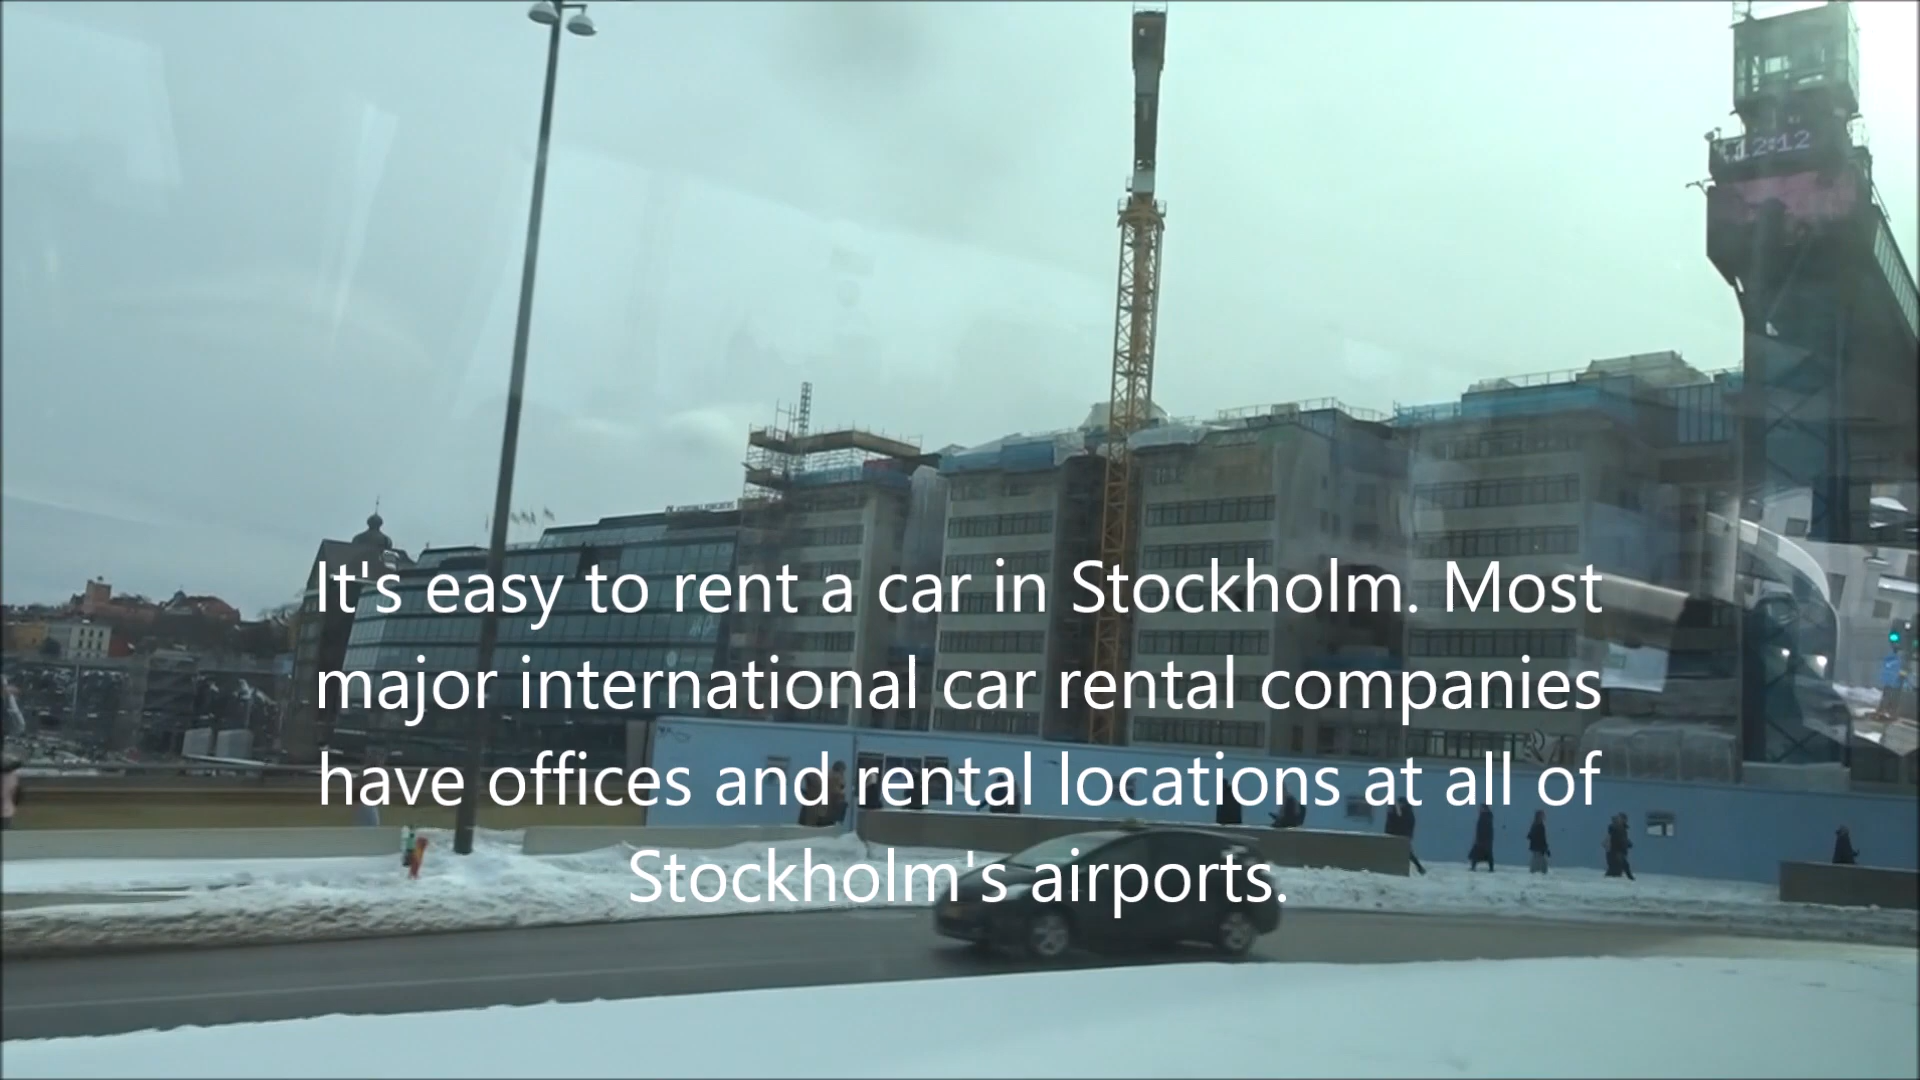 12:12
It's easy to rent a car in Stockholm. Most
major international car rental companies
have offices and rental locations at all of
Stockholm's airports.